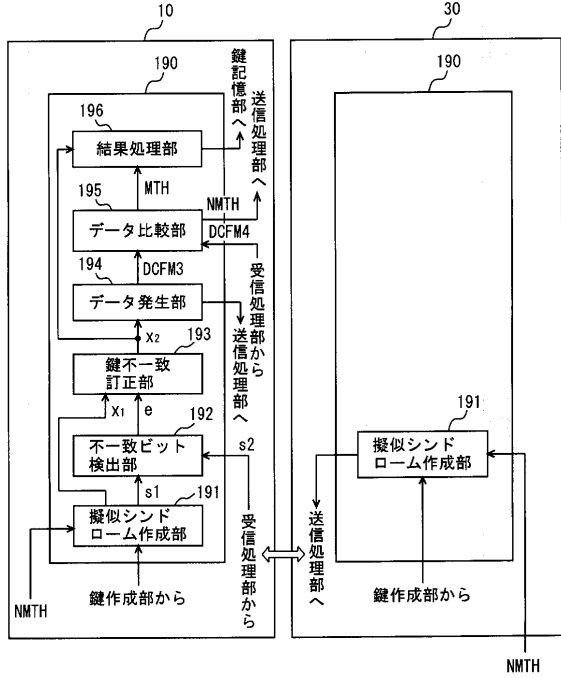 10
190
鍵記憶部へ
送信処理部へ
196
結果処理部
MTH
195
NMTH
データ比較部
DCFM4
194
DCFM3
データ発生部
受信処理部から
送信処理部へ
X2
193
鍵不一致
訂正部
X1
e
192
不一致ビット
検出部
s2
s1
191
擬似シンド
ローム作成部
受信処理部から
NMTH
鍵作成部から
30
190
191
擬似シンド
ローム作成部
送信処理部へ
鍵作成部から
NMTH